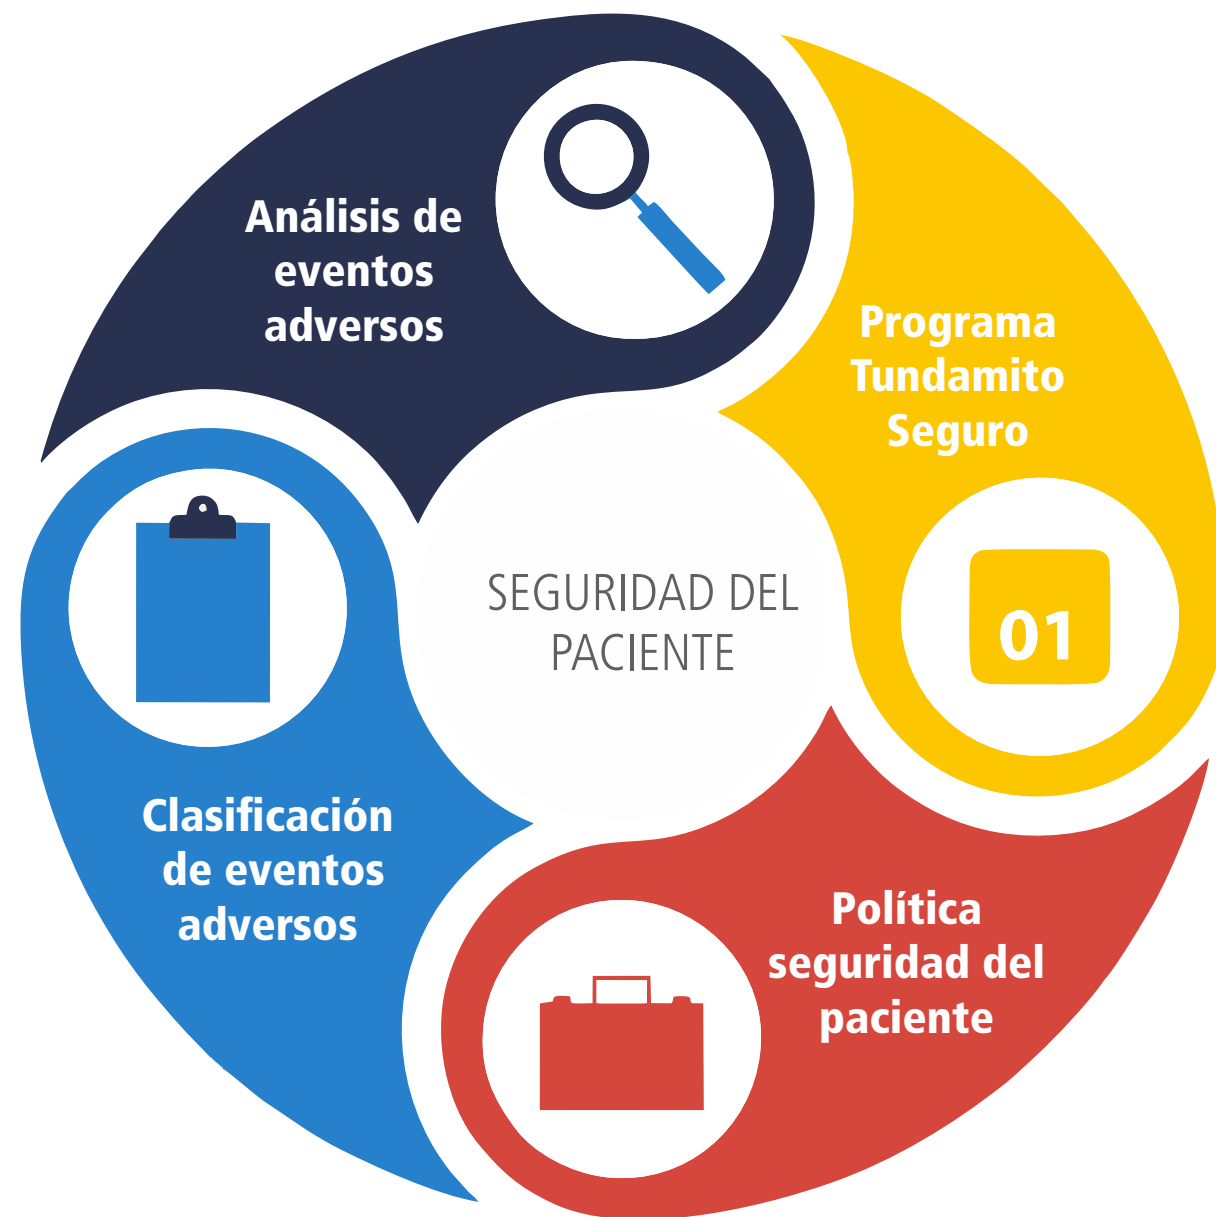 Análisis de
eventos
adversos
Programa
Tundamito
Seguro
01
SEGURIDAD DEL
PACIENTE
Clasificación
de eventos
adversos
Política
seguridad del
paciente